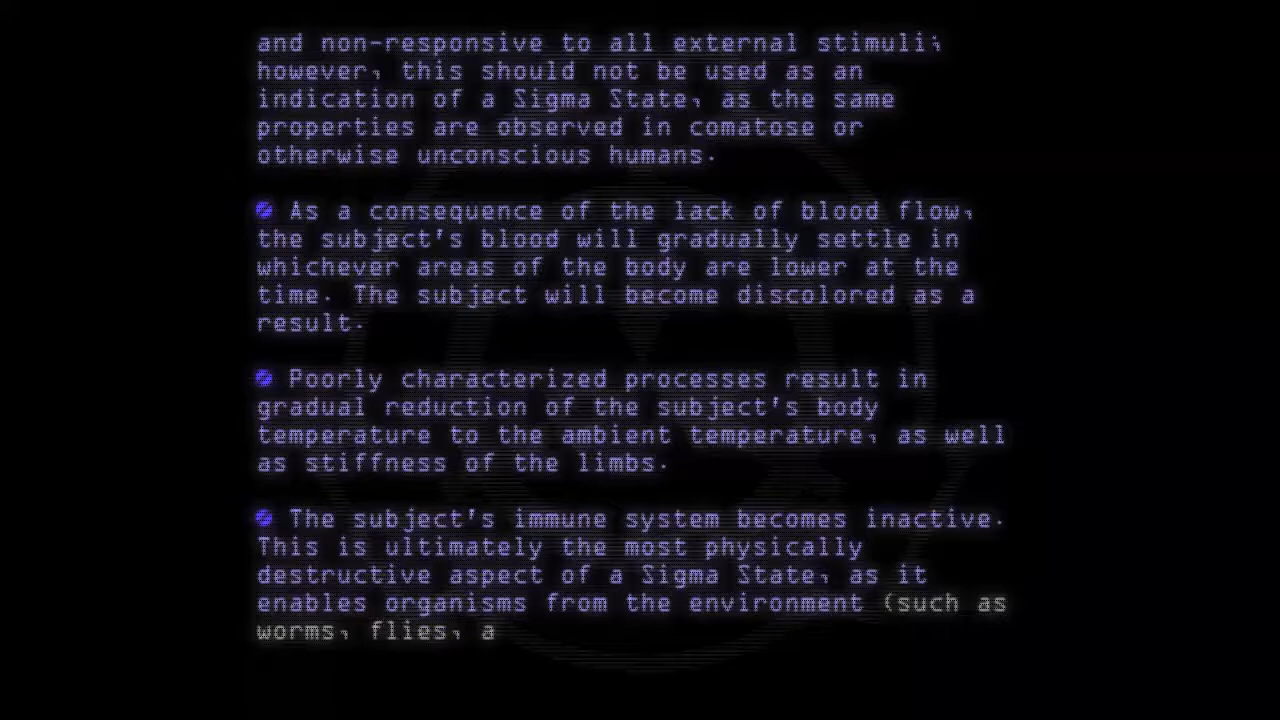 and non-responsive to all external stimuli;
however, this should not be used as an
indication of a Sigma State, as the same
properties are observed in comatose or
otherwise unconscious humans.
As a consequence of the lack of blood flow,
the subject's blood will gradually settle in
whichever areas of the body are lower at the
time. The subject will become discolored as a
result.
Poorly characterized processes result in
gradual reduction of the subject's body
temperature to the ambient temperature, as well
as stiffness of the limbs.
The subject's immune system becomes inactive.
This is ultimately the most physically
destructive aspect of a Sigma State, as it
enables organisms from the environment (such as
worms, flies, a